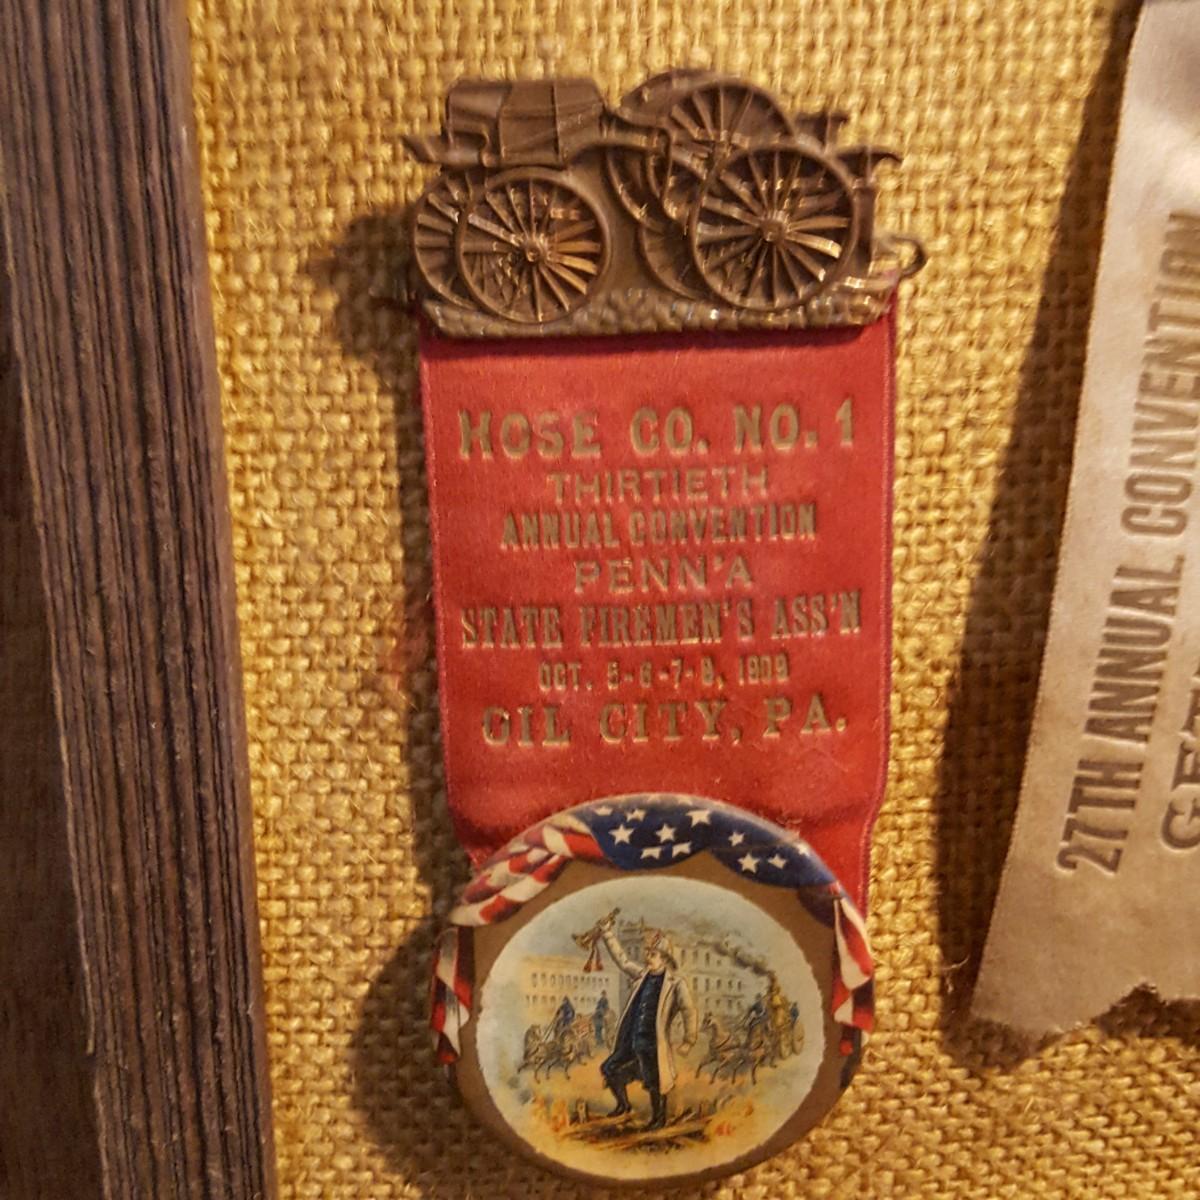 HOSE CO. NO. 1
THIRTIETH
ANNUAL CONVENTION
PENN'A
STATE FIREMEN'S ASS'N
OCT. 5-6-7-8, 1909
OIL CITY, PA.
27TH ANNUAL CONVENTION